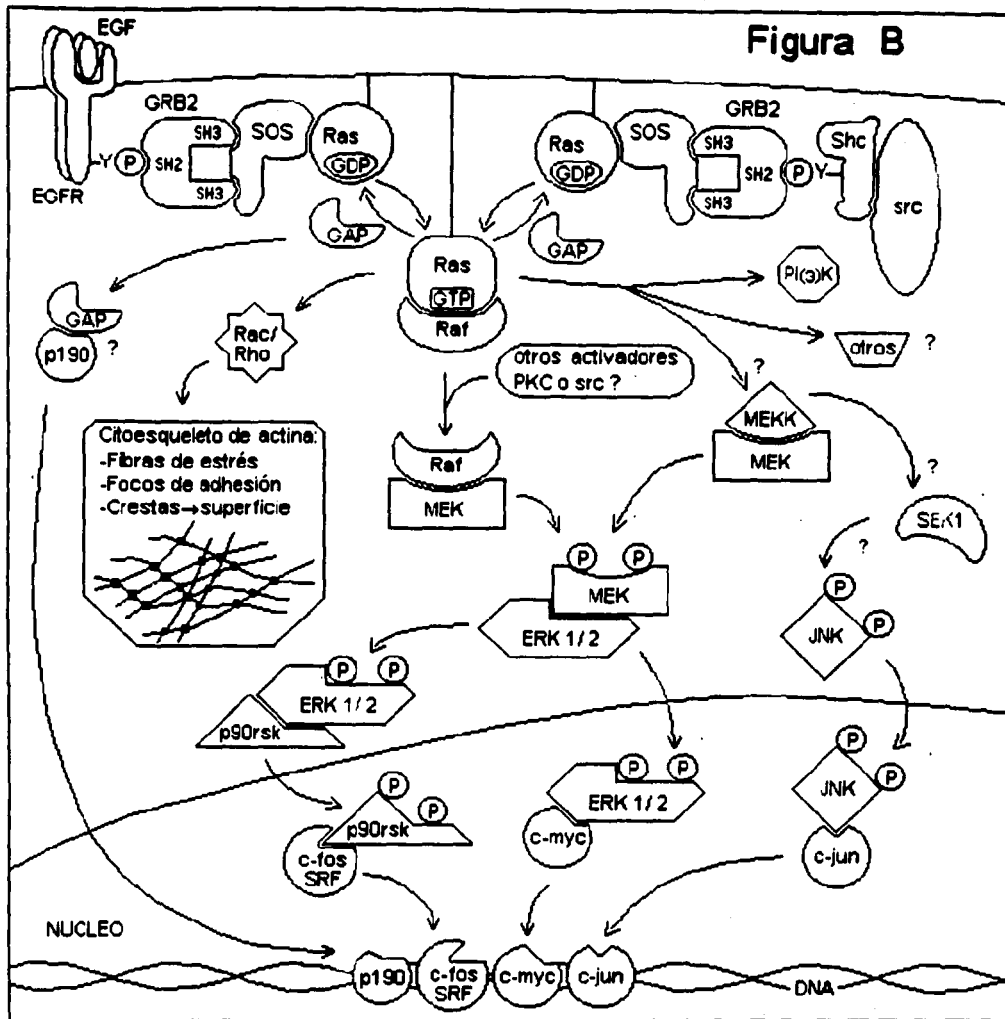 Figura B
EGF
GRB2
SH3
SH2
SH3
SOS
Ras
GDP
Y
P
EGFR
GRB2
Ras
GDP
SOS
SH3
SH2
SH3
P
Y
Shc
src
GAP
GAP
Ras
GTP
Raf
PI(3)K
GAP
p190
?
Rac/
Rho
otros
?
otros activadores
PKC o src ?
?
MEKK
MEK
Citoesqueleto de actina:
-Fibras de estrés
-Focos de adhesión
-Crestas→superficie
Raf
MEK
?
SEK1
?
P
P
MEK
ERK 1/2
P
P
JNK
P
P
ERK 1/2
p90rsk
P
P
JNK
P
P
ERK 1/2
c-myc
P
P
p90rsk
c-fos
SRF
c-jun
NUCLEO
p190
c-fos
SRF
c-myc
c-jun
DNA